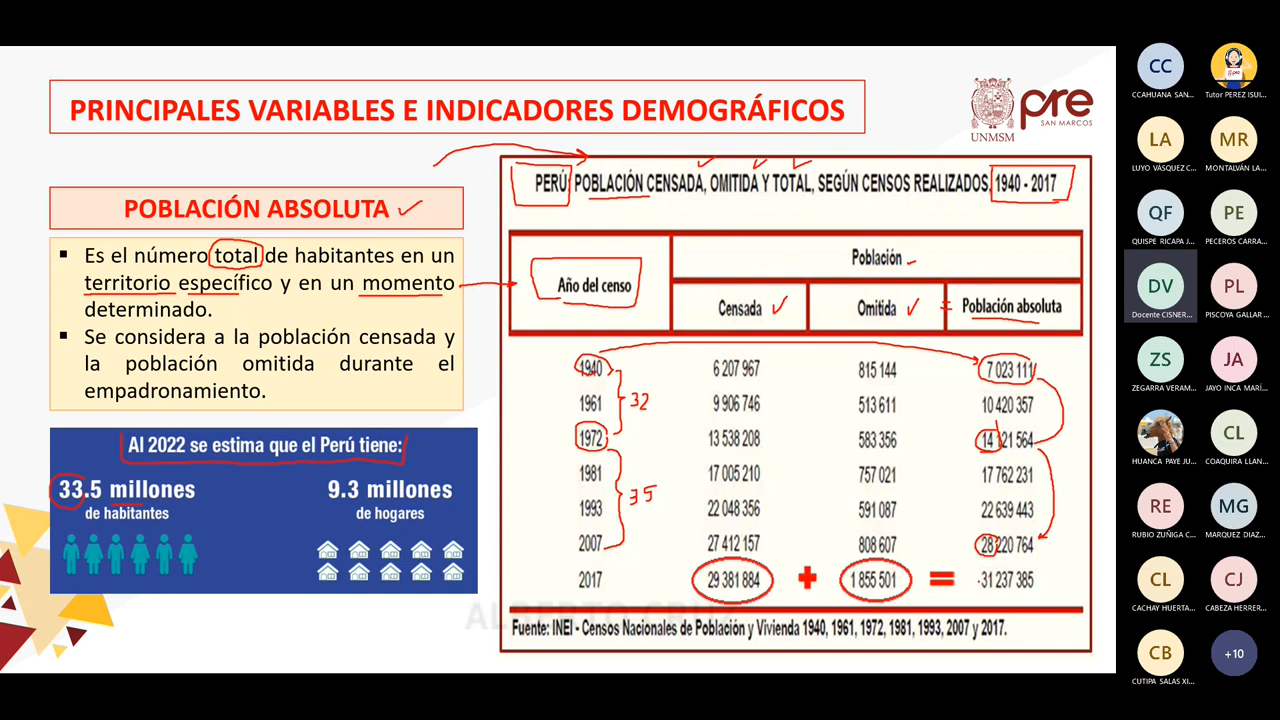 PRINCIPALES VARIABLES E INDICADORES DEMOGRÁFICOS
UNMSM
pre
SAN MARCOS
POBLACIÓN ABSOLUTA
Es el número total de habitantes en un
territorio específico y en un momento
determinado.
Se considera a la población censada y
la población omitida durante el
empadronamiento.
Al 2022 se estima que el Perú tiene:
33.5 millones
de habitantes
9.3 millones
de hogares
PERÚ: POBLACIÓN CENSADA, OMITIDA Y TOTAL, SEGÚN CENSOS REALIZADOS, 1940 - 2017
Año del censo
Población
Censada
Omitida
=
Población absoluta
1940 6 207 967 815 144 7 023 111
1961 9 906 746 513 611 10 420 357
32
1972 13 538 208 583 356 14 121 564
1981 17 005 210 757 021 17 762 231
35
1993 22 048 356 591 087 22 639 443
2007 27 412 157 808 607 28 220 764
2017 29 381 884 + 1 855 501 = 31 237 385
ALBERTO CRUZ
Fuente: INEI - Censos Nacionales de Población y Vivienda 1940, 1961, 1972, 1981, 1993, 2007 y 2017.
CC
CCAHUANA SAN...
pre
Tutor PEREZ ISUI...
LA
LUYO VÁSQUEZ C...
MR
MONTALVÁN LA...
QF
QUISPE RICAPA J...
PE
PECEROS CARRA...
DV
Docente CISNER...
PL
PISCOYA GALLAR...
ZS
ZEGARRA VERAM...
JA
JAYO INCA MARÍ...
HUANCA PAYE JU...
CL
COAQUIRA LLAN...
RE
RUBIO ZUÑIGA C...
MG
MARQUEZ DIAZ...
CL
CACHAY HUERTA...
CJ
CABEZA HERRER...
CB
CUTIPA SALAS XI...
+10